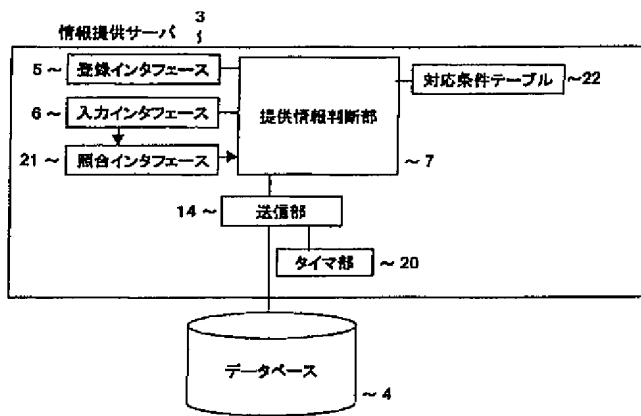 3
情報提供サーバ
5 ~ 登録インタフェース
6 ~ 入力インタフェース
21 ~ 照合インタフェース
提供情報判断部
~ 7
対応条件テーブル ~22
14 ~ 送信部
タイマ部 ~ 20
データベース
~ 4